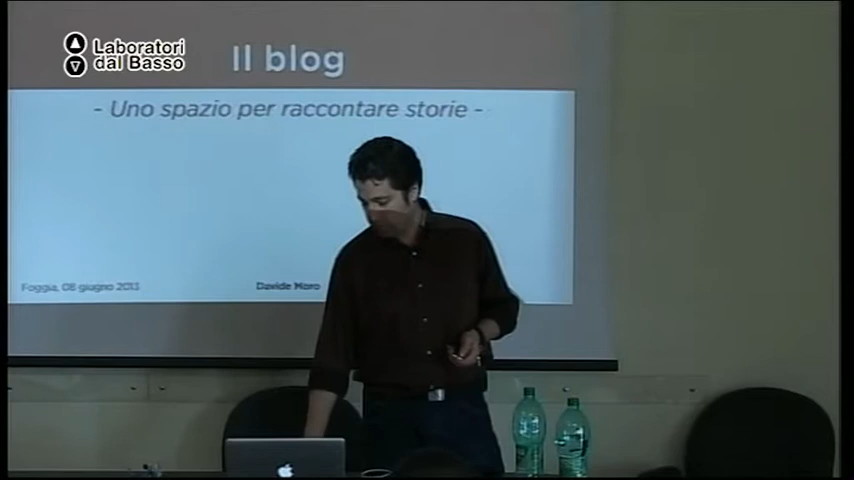 Laboratori
dal Basso
Il blog
- Uno spazio per raccontare storie -
Foggia, 08 giugno 2013
Davide Moro